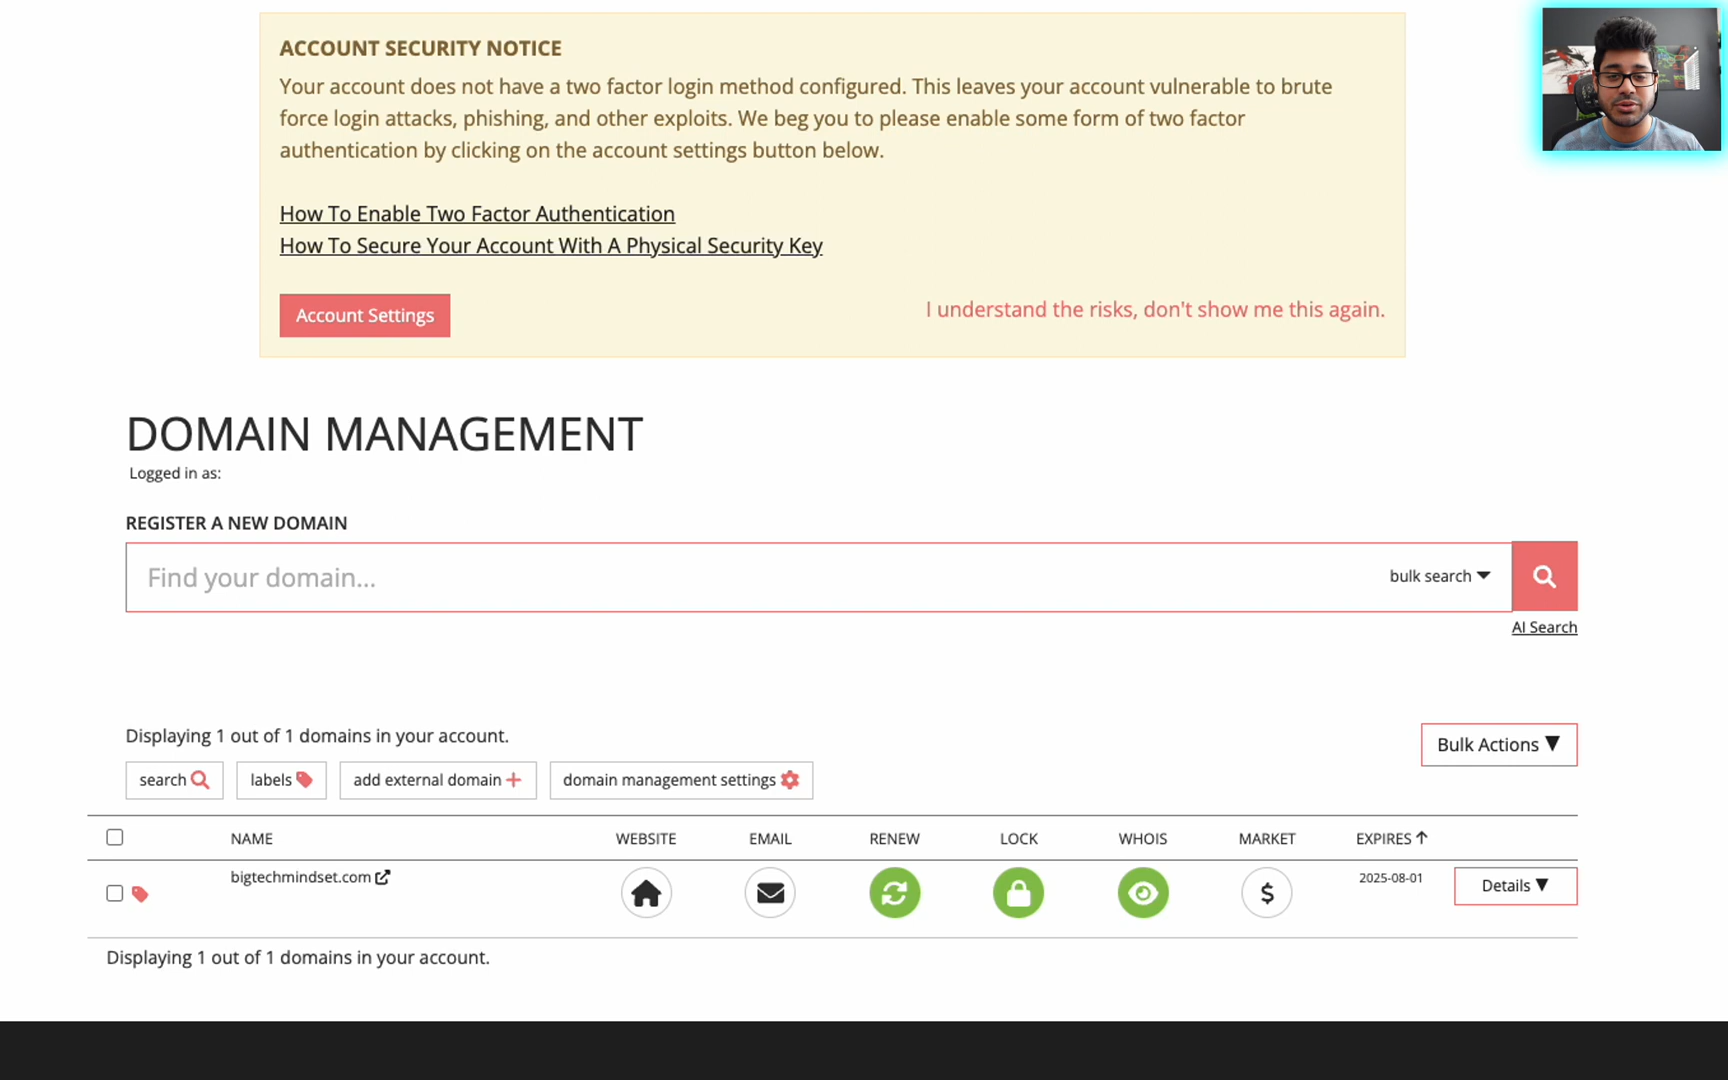 ACCOUNT SECURITY NOTICE
Your account does not have a two factor login method configured. This leaves your account vulnerable to brute
force login attacks, phishing, and other exploits. We beg you to please enable some form of two factor
authentication by clicking on the account settings button below.
How To Enable Two Factor Authentication
How To Secure Your Account With A Physical Security Key
Account Settings
I understand the risks, don't show me this again.
DOMAIN MANAGEMENT
Logged in as:
REGISTER A NEW DOMAIN
Find your domain...
bulk search
AI Search
Displaying 1 out of 1 domains in your account.
Bulk Actions
search
labels
add external domain
domain management settings
NAME
WEBSITE
EMAIL
RENEW
LOCK
WHOIS
MARKET
EXPIRES
bigtechmindset.com
$
2025-08-01
Details
Displaying 1 out of 1 domains in your account.